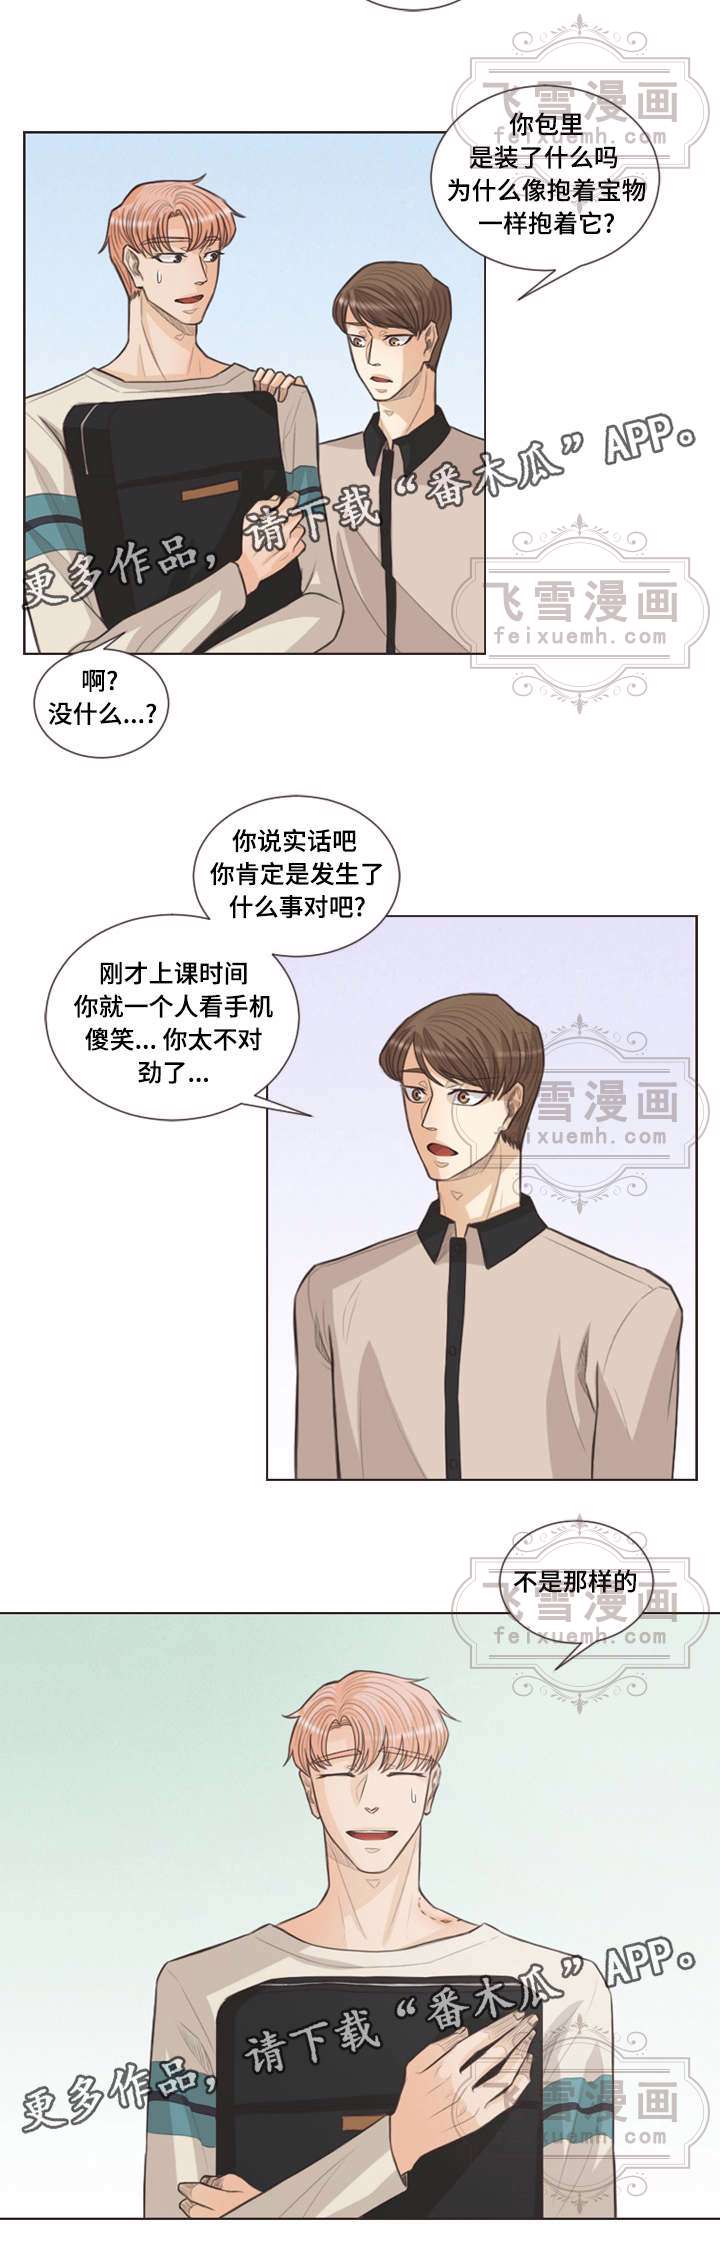 飞雪漫画
feixuemh.com
你包里
是装了什么吗
为什么像抱着宝物
一样抱着它?
更多作品，请下载“番木瓜”APP。
飞雪漫画
feixuemh.com
啊?
没什么...?
你说实话吧
你肯定是发生了
什么事对吧?
刚才上课时间
你就一个人看手机
傻笑... 你太不对
劲了...
飞雪漫画
feixuemh.com
不是那样的
飞雪漫画
feixuemh.com
更多作品，请下载“番木瓜”APP。
飞雪漫画
feixuemh.com